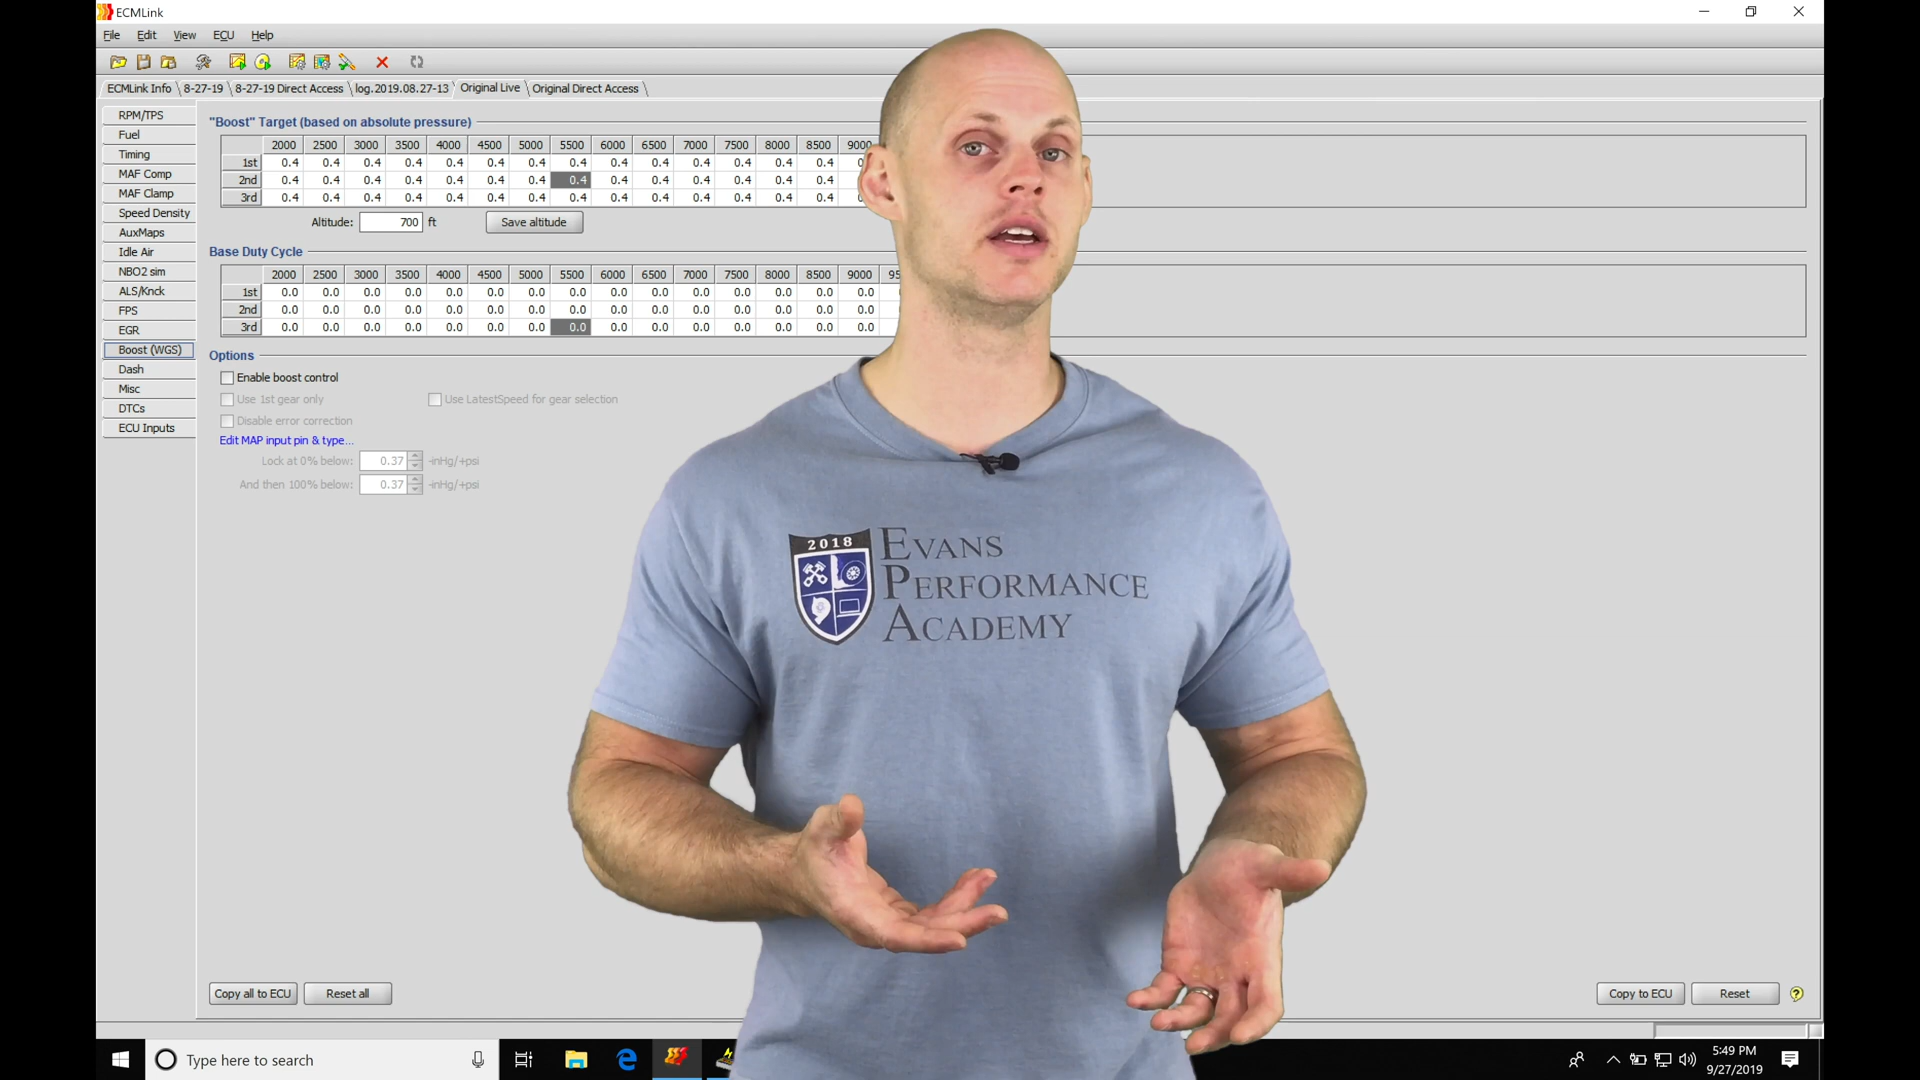 ECMLink
File Edit View ECU Help
ECMLink Info 8-27-19 8-27-19 Direct Access log.2019.08.27-13 Original Live Original Direct Access
RPM/TPS
Fuel
Timing
MAF Comp
MAF Clamp
Speed Density
AuxMaps
Idle Air
NBO2 sim
ALS/Knck
FPS
EGR
Boost (WGS)
Dash
Misc
DTCs
ECU Inputs
"Boost" Target (based on absolute pressure)
2000 2500 3000 3500 4000 4500 5000 5500 6000 6500 7000 7500 8000 8500 9000
1st 0.4 0.4 0.4 0.4 0.4 0.4 0.4 0.4 0.4 0.4 0.4 0.4 0.4 0.4
2nd 0.4 0.4 0.4 0.4 0.4 0.4 0.4 0.4 0.4 0.4 0.4 0.4 0.4 0.4
3rd 0.4 0.4 0.4 0.4 0.4 0.4 0.4 0.4 0.4 0.4 0.4 0.4 0.4 0.4
Altitude: 700 ft Save altitude
Base Duty Cycle
2000 2500 3000 3500 4000 4500 5000 5500 6000 6500 7000 7500 8000 8500 9000
1st 0.0 0.0 0.0 0.0 0.0 0.0 0.0 0.0 0.0 0.0 0.0 0.0 0.0 0.0 0.0
2nd 0.0 0.0 0.0 0.0 0.0 0.0 0.0 0.0 0.0 0.0 0.0 0.0 0.0 0.0 0.0
3rd 0.0 0.0 0.0 0.0 0.0 0.0 0.0 0.0 0.0 0.0 0.0 0.0 0.0 0.0 0.0
Options
Enable boost control
Use 1st gear only Use LatestSpeed for gear selection
Disable error correction
Edit MAP input pin & type...
Lock at 0% below: 0.37 -inHg/+psi
And then 100% below: 0.37 -inHg/+psi
2018
EVANS
PERFORMANCE
ACADEMY
Copy all to ECU Reset all Copy to ECU Reset
Type here to search
5:49 PM
9/27/2019